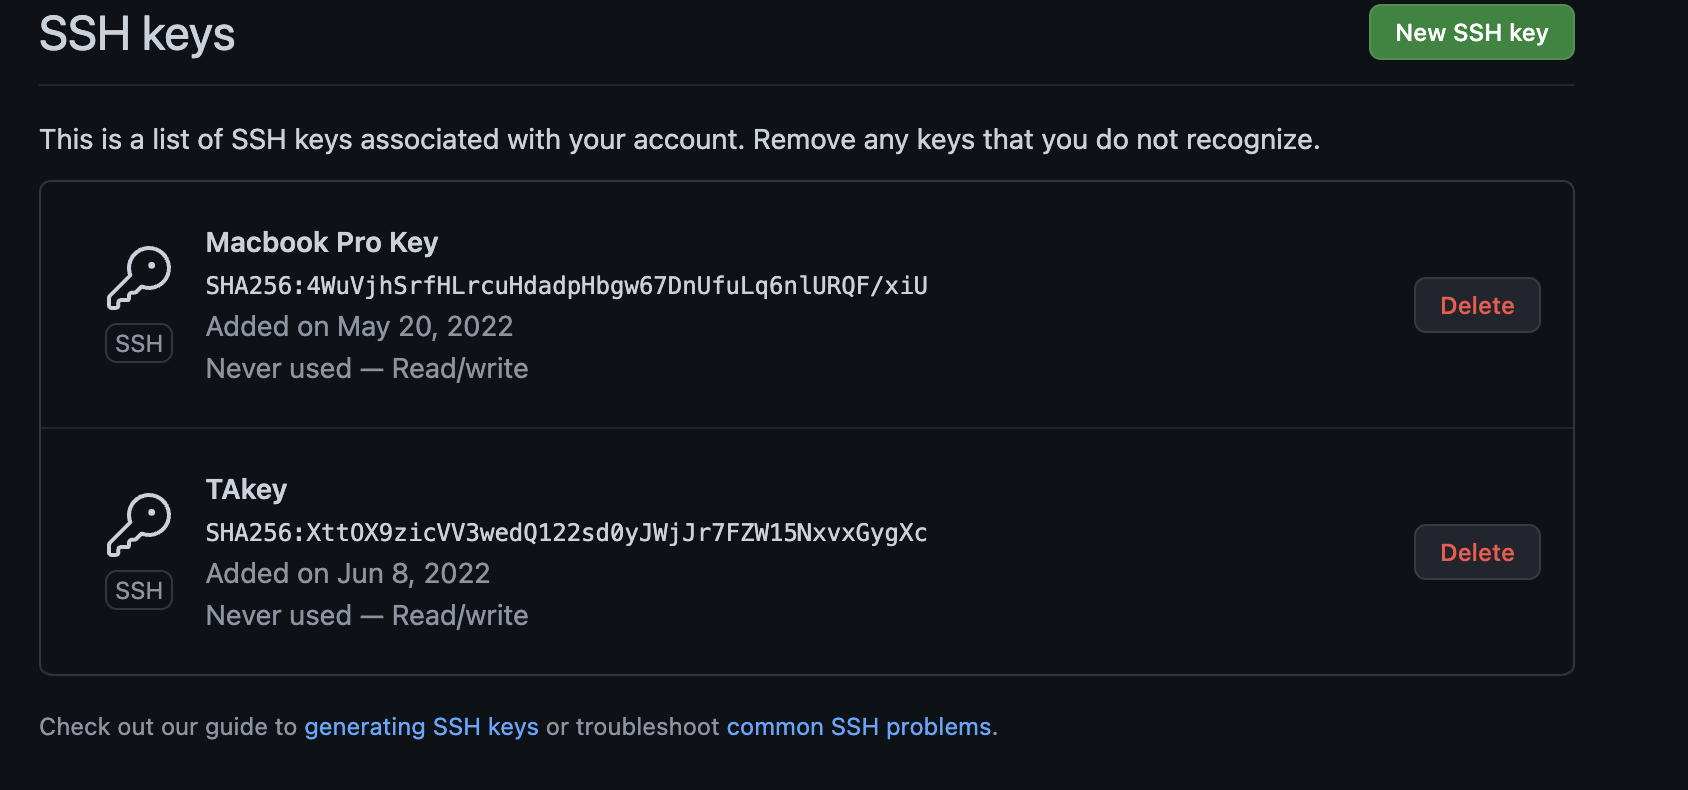 SSH keys
New SSH key
This is a list of SSH keys associated with your account. Remove any keys that you do not recognize.
Macbook Pro Key
SHA256:4WuVjhSrfHLrcuHdadpHbgw67DnUfuLq6nlURQF/xiU
Added on May 20, 2022
Never used — Read/write
SSH
Delete
TAkey
SHA256:XttOX9zicVV3wedQ122sd0yJWjJr7FZW15NxvxGygXc
Added on Jun 8, 2022
Never used — Read/write
SSH
Delete
Check out our guide to generating SSH keys or troubleshoot common SSH problems.